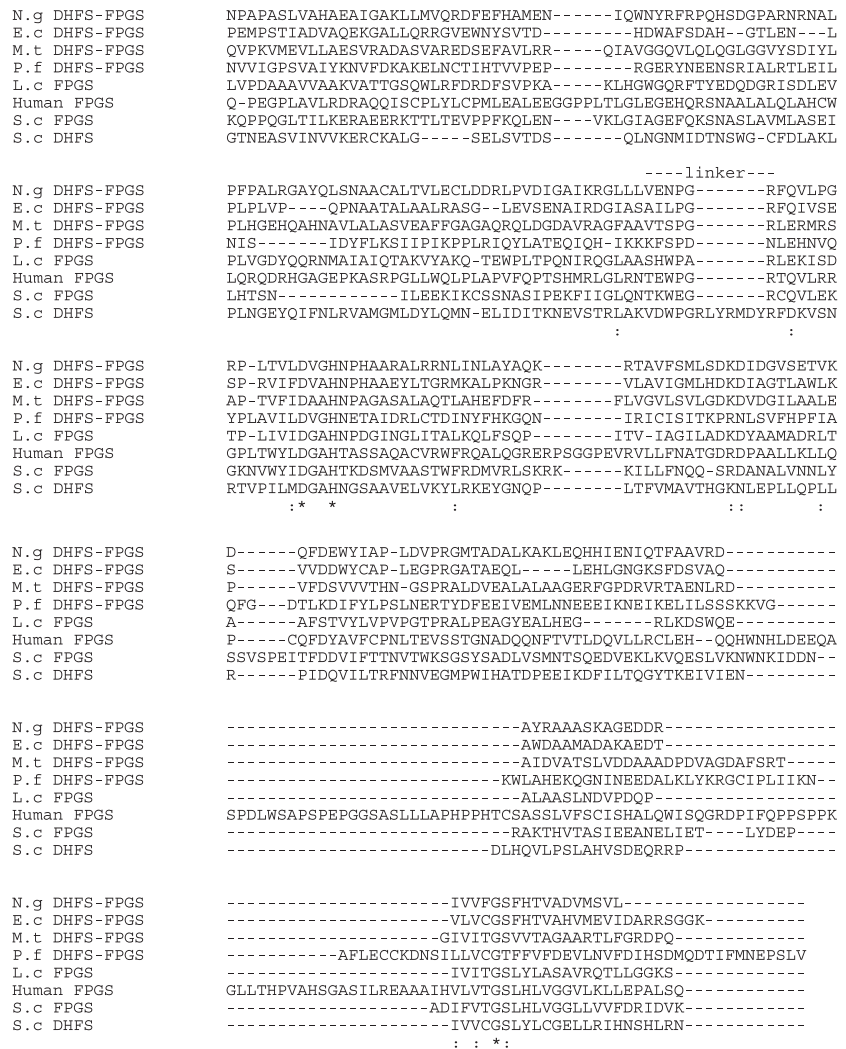 N.g DHFS-FPGS NPAPASLVAHAEAIGAKLLMVQRDFEFHAMEN------IQWNYRFRPQHSDGPARNRNAL
E.c DHFS-FPGS PEMPSTIADVAQEKGALLQRRGVEWNYSVTD-------HDWAFSDAH--GTLEN---L
M.t DHFS-FPGS QVPKVMEVLLAESVRADASVAREDSEFAVLRR-----QIAVGGQVLQLQGLGGVYSDIYL
P.f DHFS-FPGS NVVIGPSVAIYKNVFDKAKELNCTIHTVVPEP------RGERYNEENSRIALRTLEIL
L.c FPGS LVPDAAAVVAAKVATTGSQWLRFDRDFSVPKA-----KLHGWGQRFTYEDQDGRISDLEV
Human FPGS Q-PEGPLAVLRDRAQQISCPLYLCPMLEALEEGGPPLTLGLEGEHQRSNAALALQLAHCW
S.c FPGS KQPPQGLTILKERAEERKTTLTEVPPFKQLEN----VKLGIAGEFQKSNASLAVMLASEI
S.c DHFS GTNEASVINVVKERCKALG-----SELSVTDS------QLNGNMIDTNSWG-CFDLAKL
----linker---
N.g DHFS-FPGS PFPALRGAYQLSNAACALTVLECLDDRLPVDIGAIKRGLLLVENPG-------RFQVLPG
E.c DHFS-FPGS PLPLVP----QPNAATALAALRASG--LEVSENAIRDGIASAILPG-------RFQIVSE
M.t DHFS-FPGS PLHGEHQAHNAVLALASVEAFFGAGAQRQLDGDAVRAGFAAVTSPG-------RLERMRS
P.f DHFS-FPGS NIS------IDYFLKSIIPIKPPLRIQYLATEQIQH-IKKKFSPD-------NLEHNVQ
L.c FPGS PLVGDYQQRNMAIAIQTAKVYAKQ-TEWPLTPQNIRQGLAASHWPA-------RLEKISD
Human FPGS LQRQDRHGAGEPKASRPGLLWQLPLAPVFQPTSHMRLGLRNTEWPG-------RTQVLRR
S.c FPGS LHTSN------------ILEEKIKCSSNASIPEKFIIGLQNTKWEG-------RCQVLEK
S.c DHFS PLNGEYQIFNLRVAMGMLDYLQMN-ELIDITKNEVSTRLAKVDWPGRLYRMDYRFDKVSN
: :
N.g DHFS-FPGS RP-LTVLDVGHNPHAARALRRNLINLAYAQK--------RTAVFSMLSDKDIDGVSETVK
E.c DHFS-FPGS SP-RVIFDVAHNPHAAEYLTGRMKALPKNGR--------VLAVIGMLHDKDIAGTLAWLK
M.t DHFS-FPGS AP-TVFIDAAHNPAGASALAQTLAHEFDFR--------FLVGVLSVLGDKDVDGILAALE
P.f DHFS-FPGS YPLAVILDVGHNETAIDRLCTDINYFHKGQN--------IRICISITKPRNLSVFHPFIA
L.c FPGS TP-LIVIDGAHNPDGINGLITALKQLFSQP---------ITV-IAGILADKDYAAMADRLT
Human FPGS GPLTWYLDGAHTASSAQACVRWFRQALQGRERPSGGPEVRVLLFNATGDRDPAALLKLLQ
S.c FPGS GKNVWYIDGAHTKDSMVAASTWFRDMVRLSKRK-------KILLFNQQ-SRDANALVNNLY
S.c DHFS RTVPILMDGAHNGSAAVELVKYLRKEYGNQP--------LTFVMAVTHGKNLEPLLQPLL
:* * : :: :
N.g DHFS-FPGS D------QFDEWYIAP-LDVPRGMTADALKAKLEQHHIENIQTFAAVRD-----------
E.c DHFS-FPGS S------VVDDWYCAP-LEGPRGATAEQL-----LEHLGNGKSFDSVAQ-----------
M.t DHFS-FPGS P------VFDSVVVTHN-GSPRALDVEALALAAGERFGPDRVRTAENLRD----------
P.f DHFS-FPGS QFG---DTLKDIFYLPSLNERTYDFEEIVEMLNNEEEIKNEIKELILSSSKKVG------
L.c FPGS A------AFSTVYLVPVPGTPRALPEAGYEALHEG-------RLKDSWQE----------
Human FPGS P------CQFDYAVFCPNLTEVSSTGNADQQNFTVTLDQVLLRCLEH--QQHWNHLDEEQA
S.c FPGS SSVSPEITFDDVIFTTNVTWKSGSYSADLVSMNTSQEDVEKLKVQESLVKNWNKIDDN--
S.c DHFS R------PIDQVILTRFNNVEGMPWIHATDPEEIKDFILTQGYTKEIVIEN---------
N.g DHFS-FPGS -----------------------------AYRAAASKAGEDDR-----------------
E.c DHFS-FPGS -----------------------------AWDAAMADAKAEDT-----------------
M.t DHFS-FPGS -----------------------------AIDVATSLVDDAAADPDVAGDAFSRT-----
P.f DHFS-FPGS ---------------------------KWLAHEKQGNINEEDALKLYKRGCIPLIIKN--
L.c FPGS -----------------------------ALAASLNDVPDQP------------------
Human FPGS SPDLWSAPSPEPGGSASLLLAPHPPHTCSASSLVFSCISHALQWISQGRDPIFQPPSPPK
S.c FPGS ----------------------------RAKTHVTASIEEANELIET----LYDEP----
S.c DHFS --------------------------DLHQVLPSLAHVSDEQRRP---------------
N.g DHFS-FPGS ----------------------IVVFGSFHTVADVMSVL------------------
E.c DHFS-FPGS ----------------------VLVCGSFHTVAHVMEVIDARRSGGK----------
M.t DHFS-FPGS ---------------------GIVITGSVVTAGAARTLFGRDPQ-------------
P.f DHFS-FPGS -----------AFLECCKDNSILLVCGTFFVFDEVLNVFDIHSDMQDTIFMNEPSLV
L.c FPGS ----------------------IVITGSLYLASAVRQTLLGGKS-------------
Human FPGS GLLTHPVAHSGASILREAAAIHVLVTGSLHLVGGVLKLLEPALSQ------------
S.c FPGS --------------------ADIFVTGSLHLVGGLLVVFDRIDVK------------
S.c DHFS ----------------------IVVCGSLYLCGELLRIHNSHLRN------------
: : *: